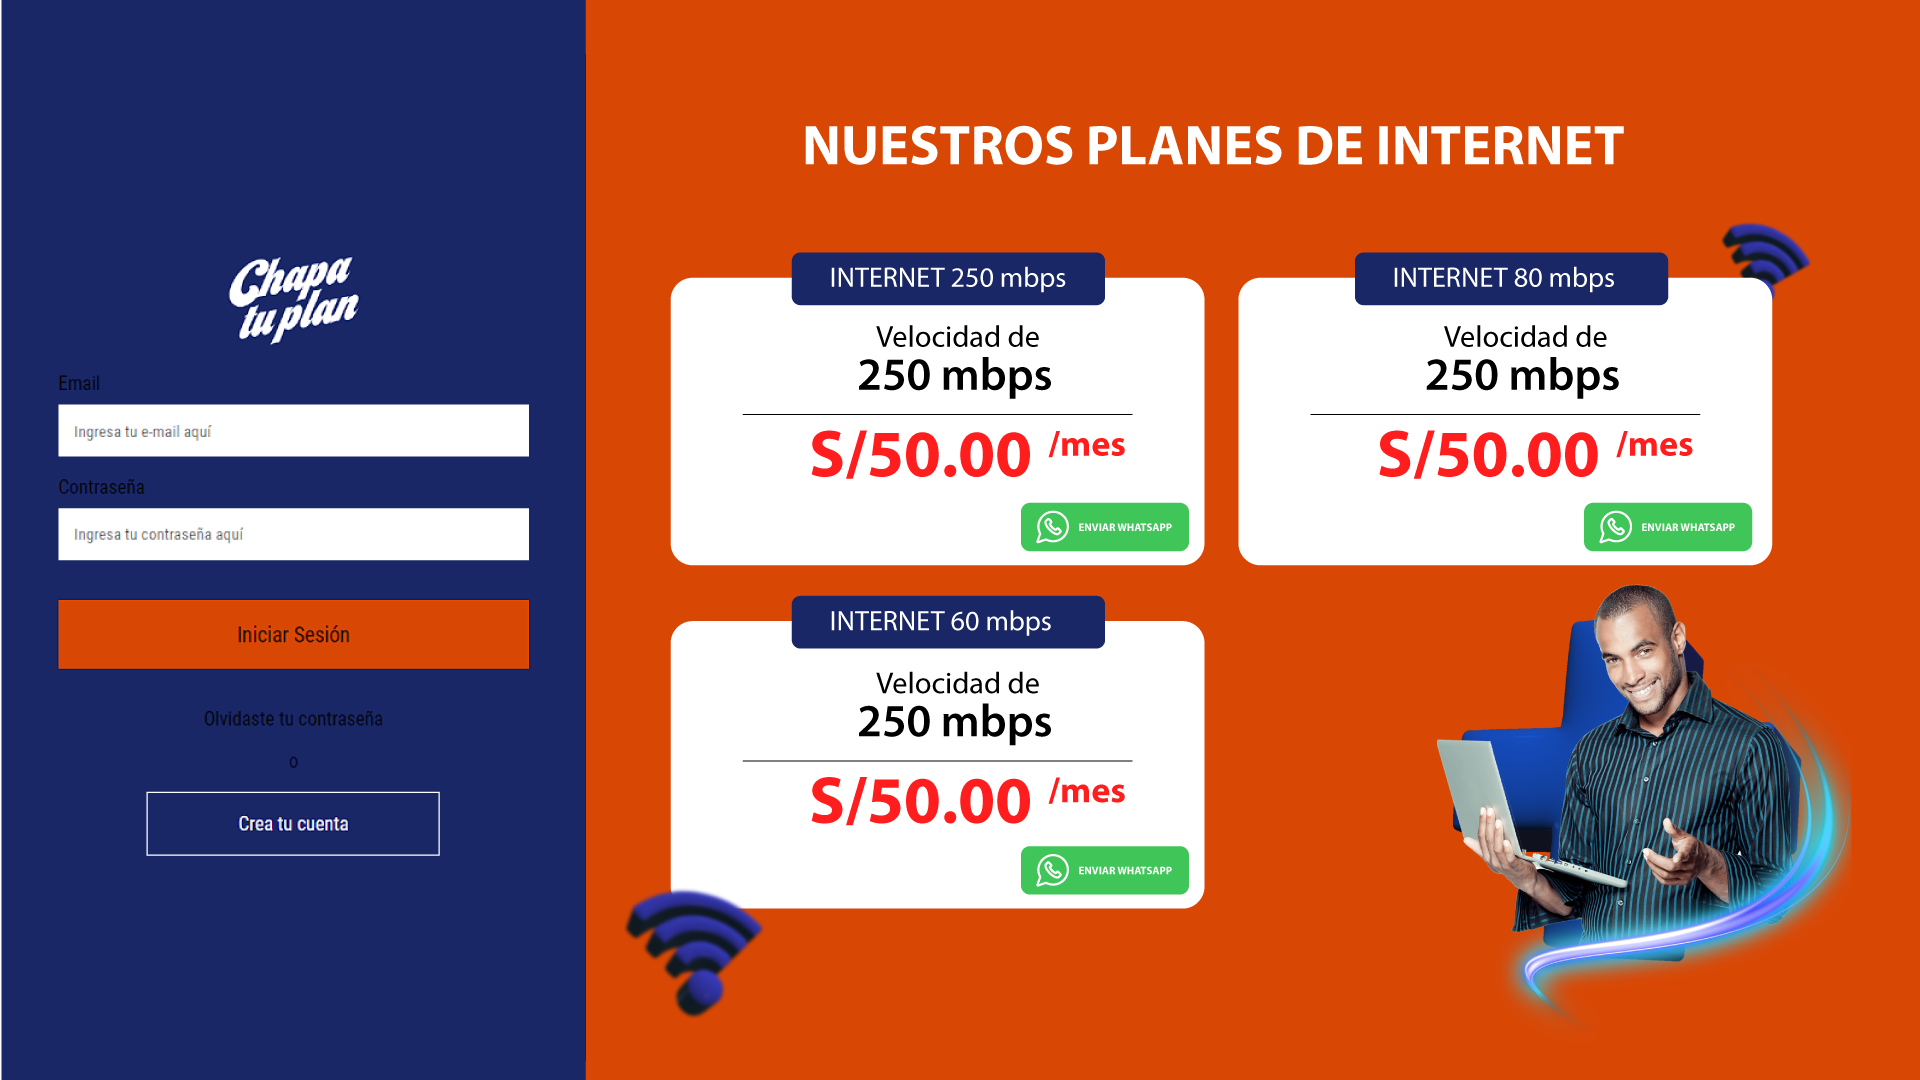 Chapa
tu plan
Email
Ingresa tu e-mail aquí
Contraseña
Ingresa tu contraseña aquí
Iniciar Sesión
Olvidaste tu contraseña
o
Crea tu cuenta
NUESTROS PLANES DE INTERNET
INTERNET 250 mbps
Velocidad de
250 mbps
S/50.00 /mes
ENVIAR WHATSAPP
INTERNET 80 mbps
Velocidad de
250 mbps
S/50.00 /mes
ENVIAR WHATSAPP
INTERNET 60 mbps
Velocidad de
250 mbps
S/50.00 /mes
ENVIAR WHATSAPP